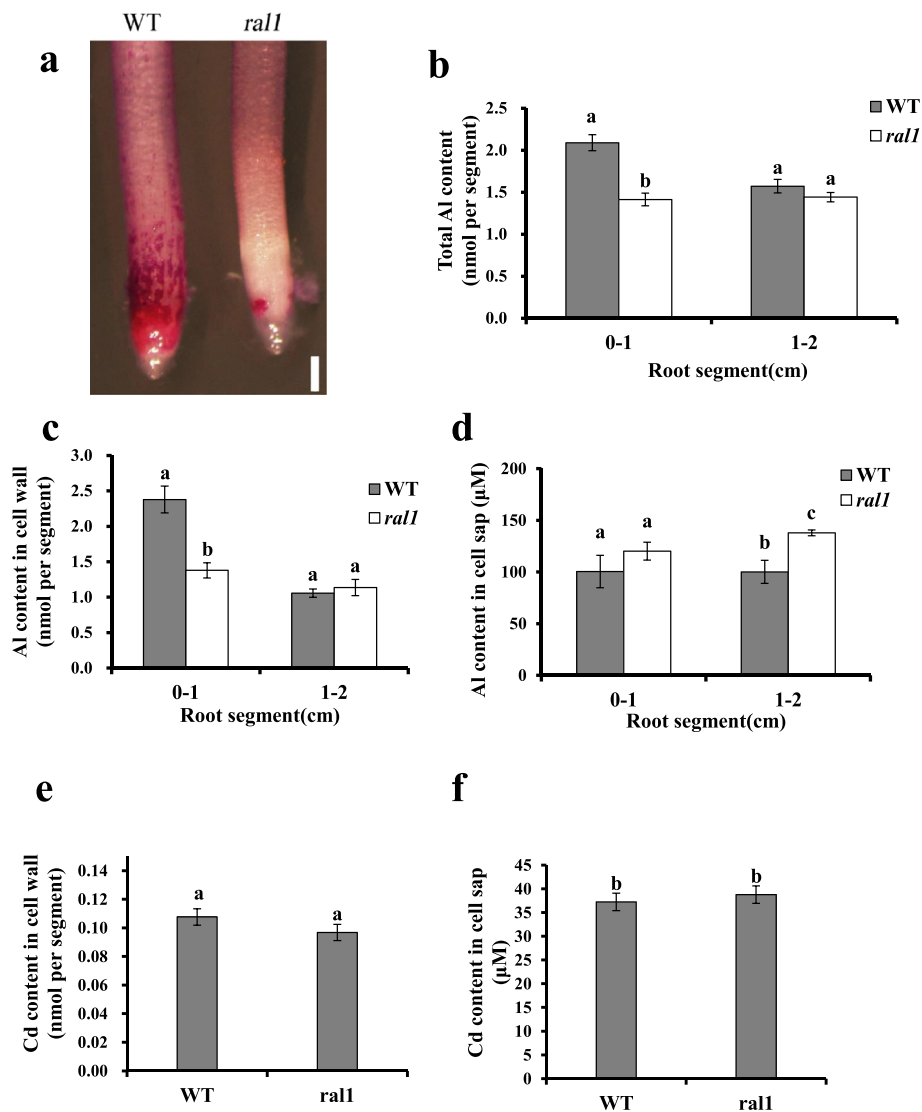 WT ral1
a
b
WT
ral1
Total Al content
(nmol per segment)
2.5
2.0
1.5
1.0
0.5
0.0
a
b
a
a
0-1
1-2
Root segment(cm)
c
Al content in cell wall
(nmol per segment)
3.0
2.5
2.0
1.5
1.0
0.5
0.0
a
b
a
a
WT
ral1
0-1
1-2
Root segment(cm)
d
Al content in cell sap (µM)
200
150
100
50
0
a
a
b
c
WT
ral1
0-1
1-2
Root segment(cm)
e
Cd content in cell wall
(nmol per segment)
0.14
0.12
0.10
0.08
0.06
0.04
0.02
0.00
a
a
WT
ral1
f
Cd content in cell sap
(µM)
45
40
35
30
25
20
15
10
5
0
b
b
WT
ral1